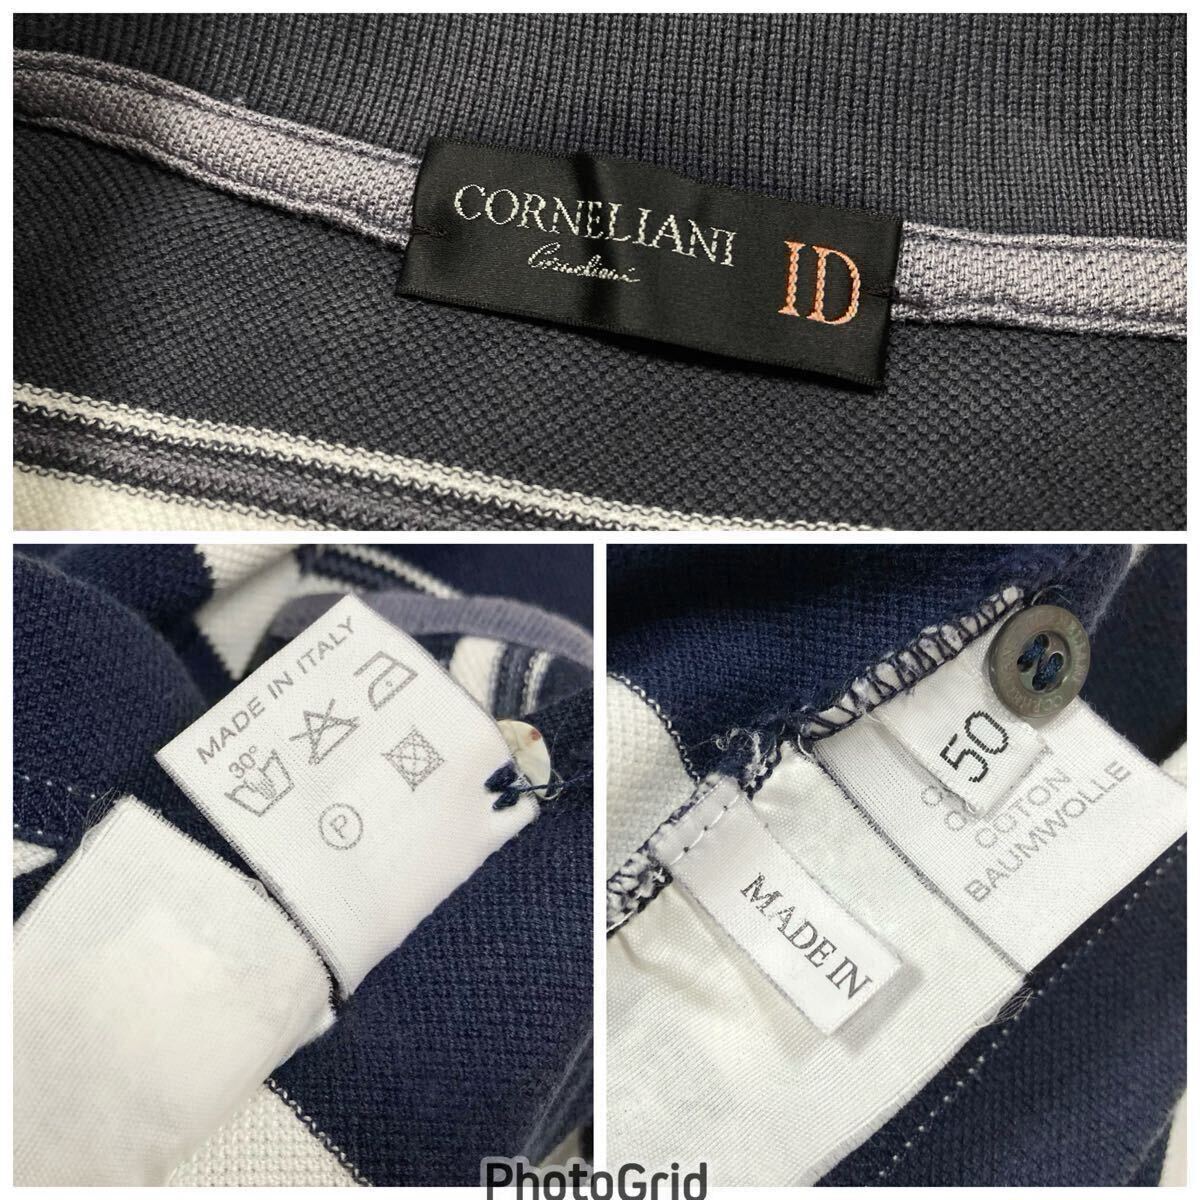 CORNELIANI
Corneliani
ID
MADE IN ITALY
30°
P
50
COTON
BAUMWOLLE
MADE IN
PhotoGrid